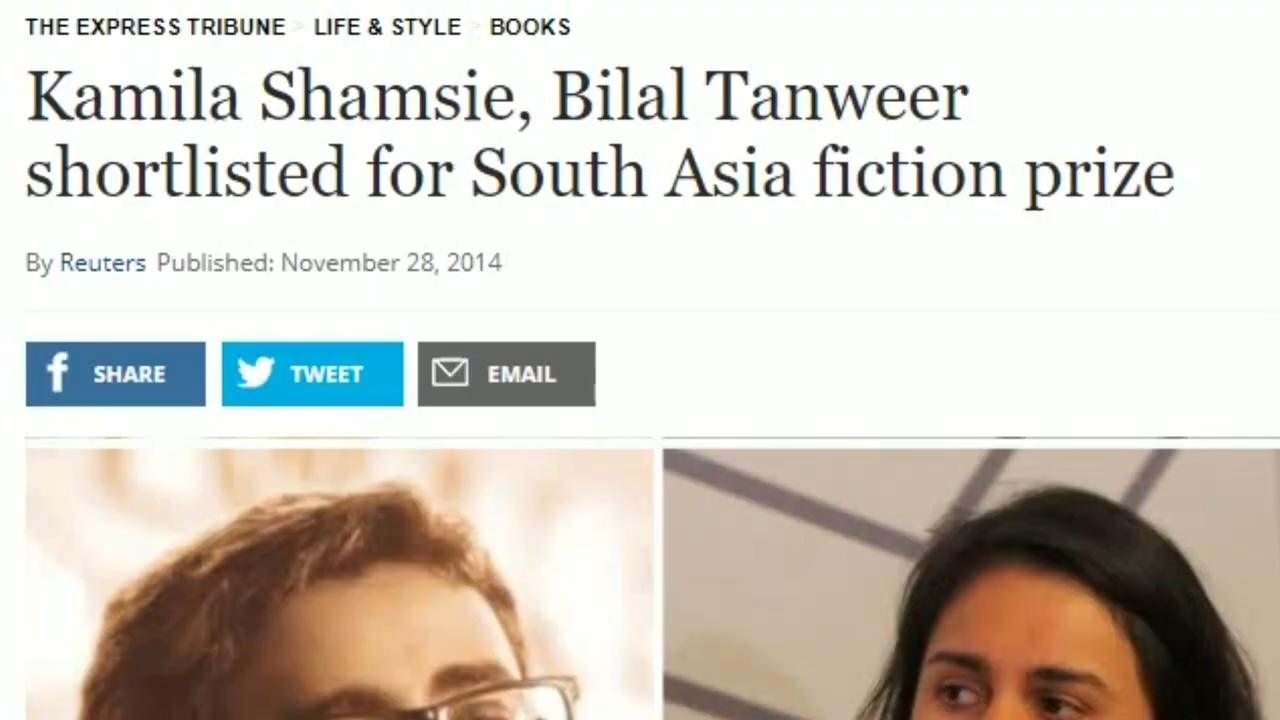 THE EXPRESS TRIBUNE > LIFE & STYLE > BOOKS
Kamila Shamsie, Bilal Tanweer
shortlisted for South Asia fiction prize
By Reuters Published: November 28, 2014
SHARE TWEET EMAIL